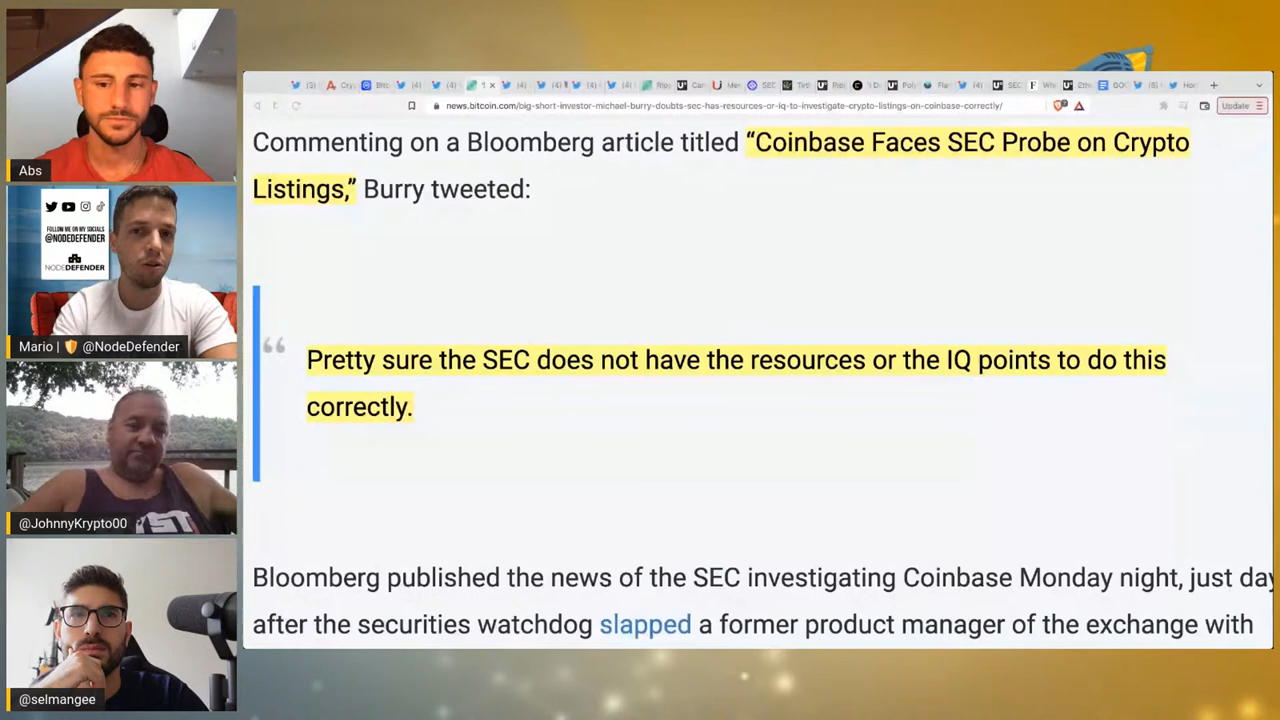 Abs
FOLLOW ME ON MY SOCIALS
@NODEDEFENDER
NODEDEFENDER
Mario | @NodeDefender
@JohnnyKrypto00
@selmangee
Update
news.bitcoin.com/big-short-investor-michael-burry-doubts-sec-has-resources-or-iq-to-investigate-crypto-listings-on-coinbase-correctly/
Commenting on a Bloomberg article titled “Coinbase Faces SEC Probe on Crypto
Listings,” Burry tweeted:
“
Pretty sure the SEC does not have the resources or the IQ points to do this
correctly.
Bloomberg published the news of the SEC investigating Coinbase Monday night, just day
after the securities watchdog slapped a former product manager of the exchange with